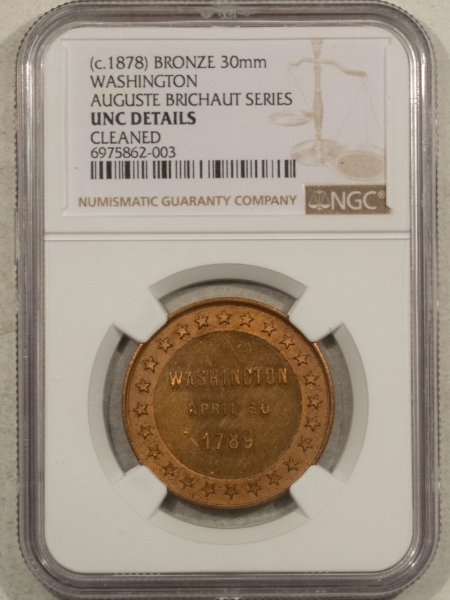 (c.1878) BRONZE 30mm
WASHINGTON
AUGUSTE BRICHAUT SERIES
UNC DETAILS
CLEANED
6975862-003
NUMISMATIC GUARANTY COMPANY
NGC®
WASHINGTON
APRIL 30
1789